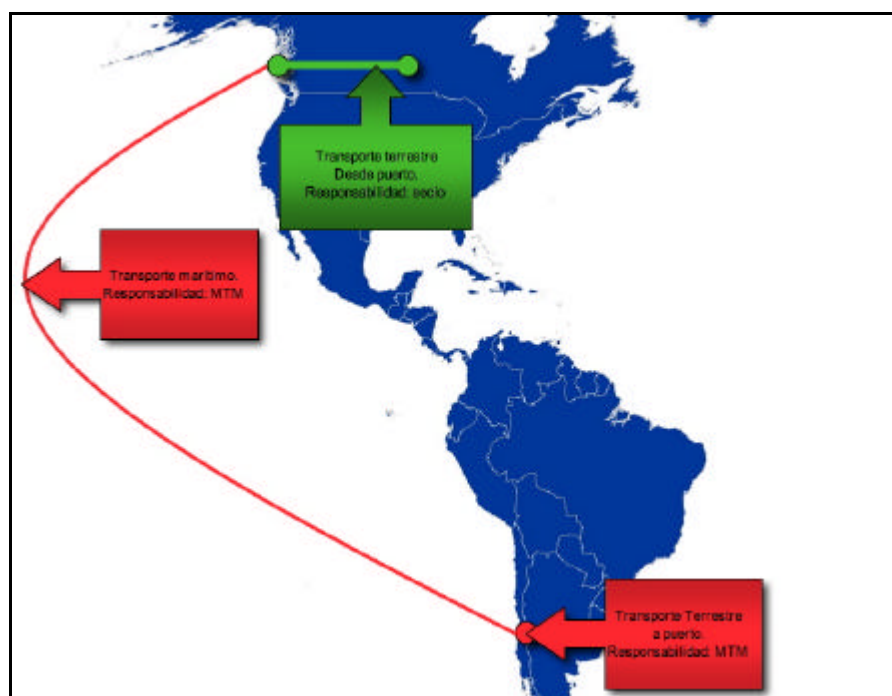 Transporte terrestre
Desde puerto.
Responsabilidad: socio
Transporte marítimo.
Responsabilidad: MTM
Transporte Terrestre
a puerto.
Responsabilidad: MTM